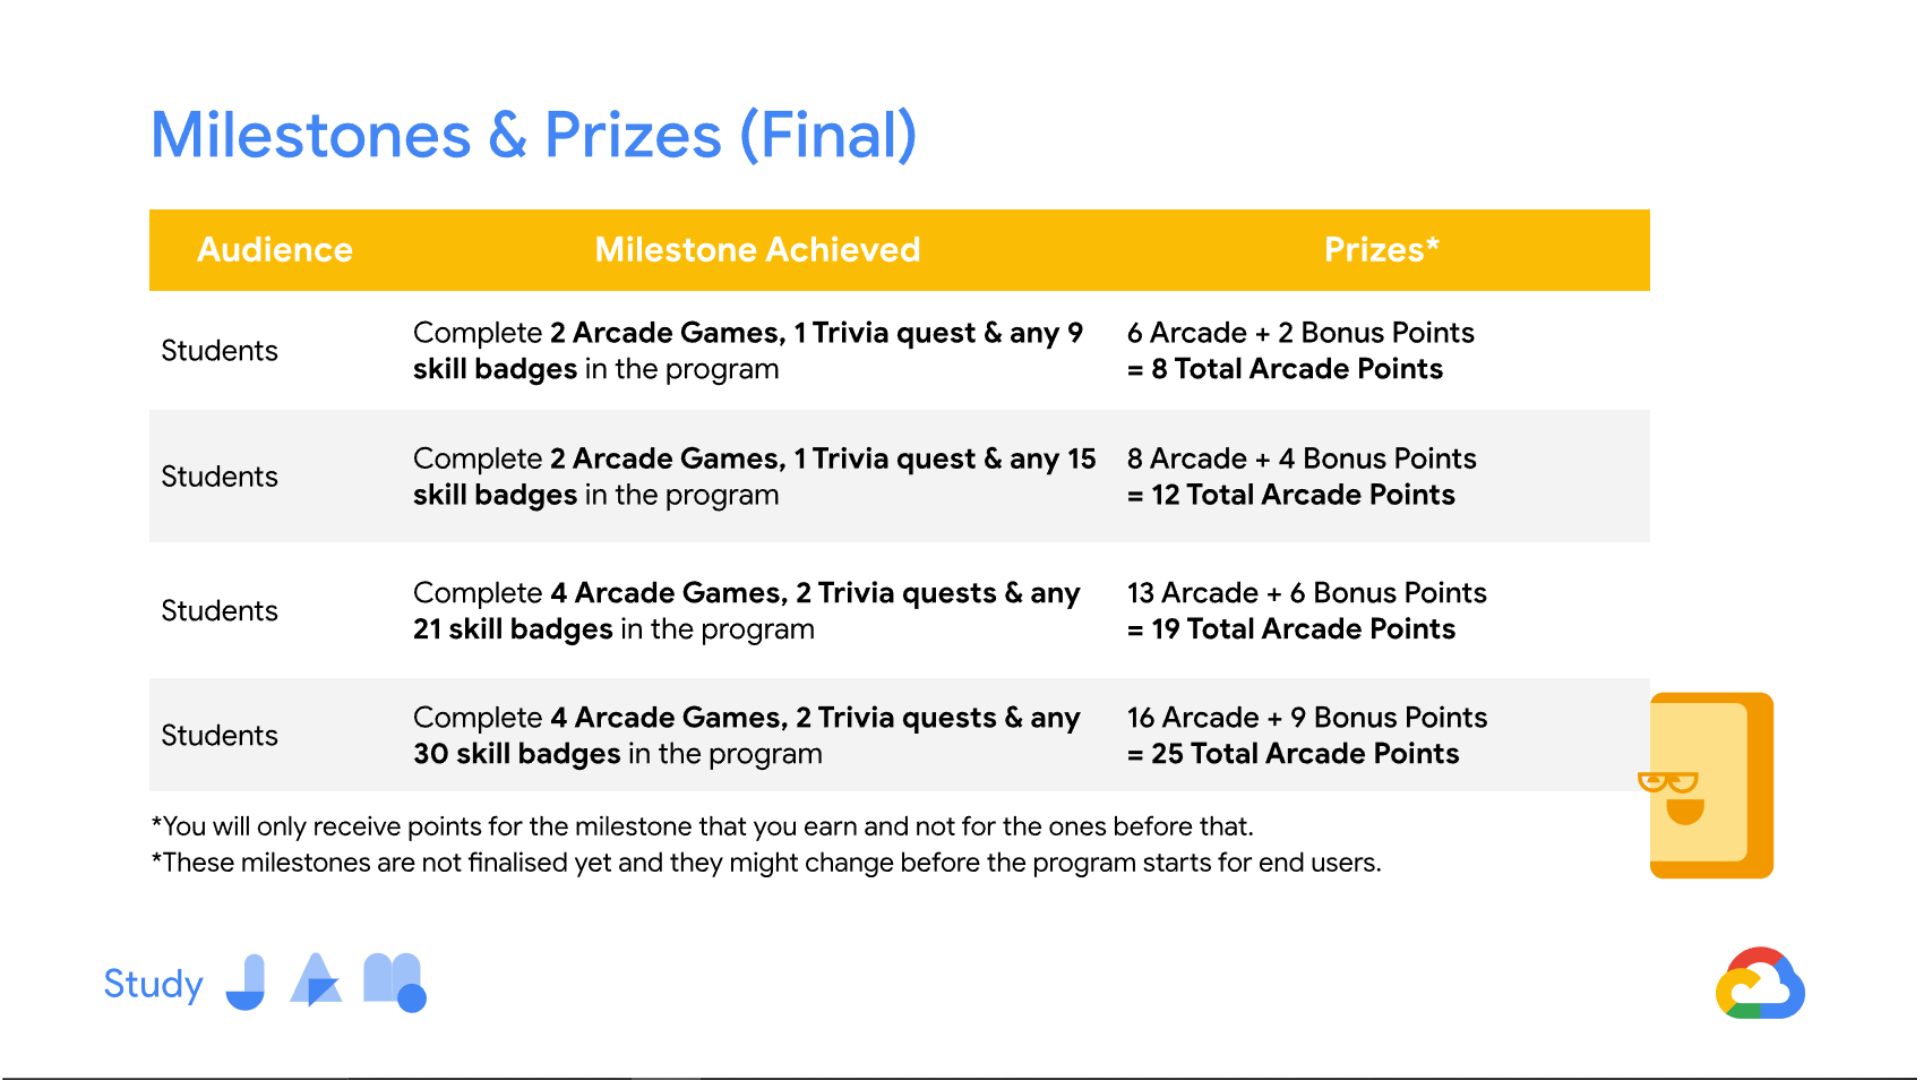 Milestones & Prizes (Final)
Audience
Milestone Achieved
Prizes*
Students
Complete 2 Arcade Games, 1 Trivia quest & any 9
skill badges in the program
6 Arcade + 2 Bonus Points
= 8 Total Arcade Points
Students
Complete 2 Arcade Games, 1 Trivia quest & any 15
skill badges in the program
8 Arcade + 4 Bonus Points
= 12 Total Arcade Points
Students
Complete 4 Arcade Games, 2 Trivia quests & any
21 skill badges in the program
13 Arcade + 6 Bonus Points
= 19 Total Arcade Points
Students
Complete 4 Arcade Games, 2 Trivia quests & any
30 skill badges in the program
16 Arcade + 9 Bonus Points
= 25 Total Arcade Points
*You will only receive points for the milestone that you earn and not for the ones before that.
*These milestones are not finalised yet and they might change before the program starts for end users.
Study JAM